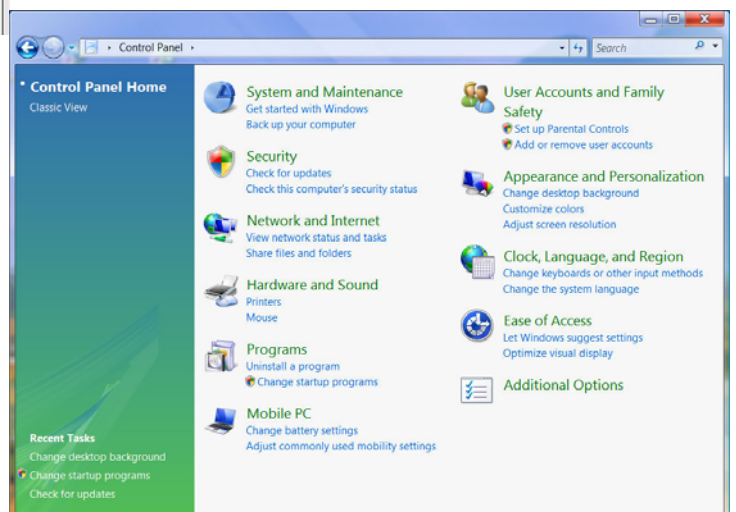 Control Panel
Search
Control Panel Home
Classic View
System and Maintenance
Get started with Windows
Back up your computer
Security
Check for updates
Check this computer's security status
Network and Internet
View network status and tasks
Share files and folders
Hardware and Sound
Printers
Mouse
Programs
Uninstall a program
Change startup programs
Mobile PC
Change battery settings
Adjust commonly used mobility settings
User Accounts and Family
Safety
Set up Parental Controls
Add or remove user accounts
Appearance and Personalization
Change desktop background
Customize colors
Adjust screen resolution
Clock, Language, and Region
Change keyboards or other input methods
Change the system language
Ease of Access
Let Windows suggest settings
Optimize visual display
Additional Options
Recent Tasks
Change desktop background
Change startup programs
Check for updates